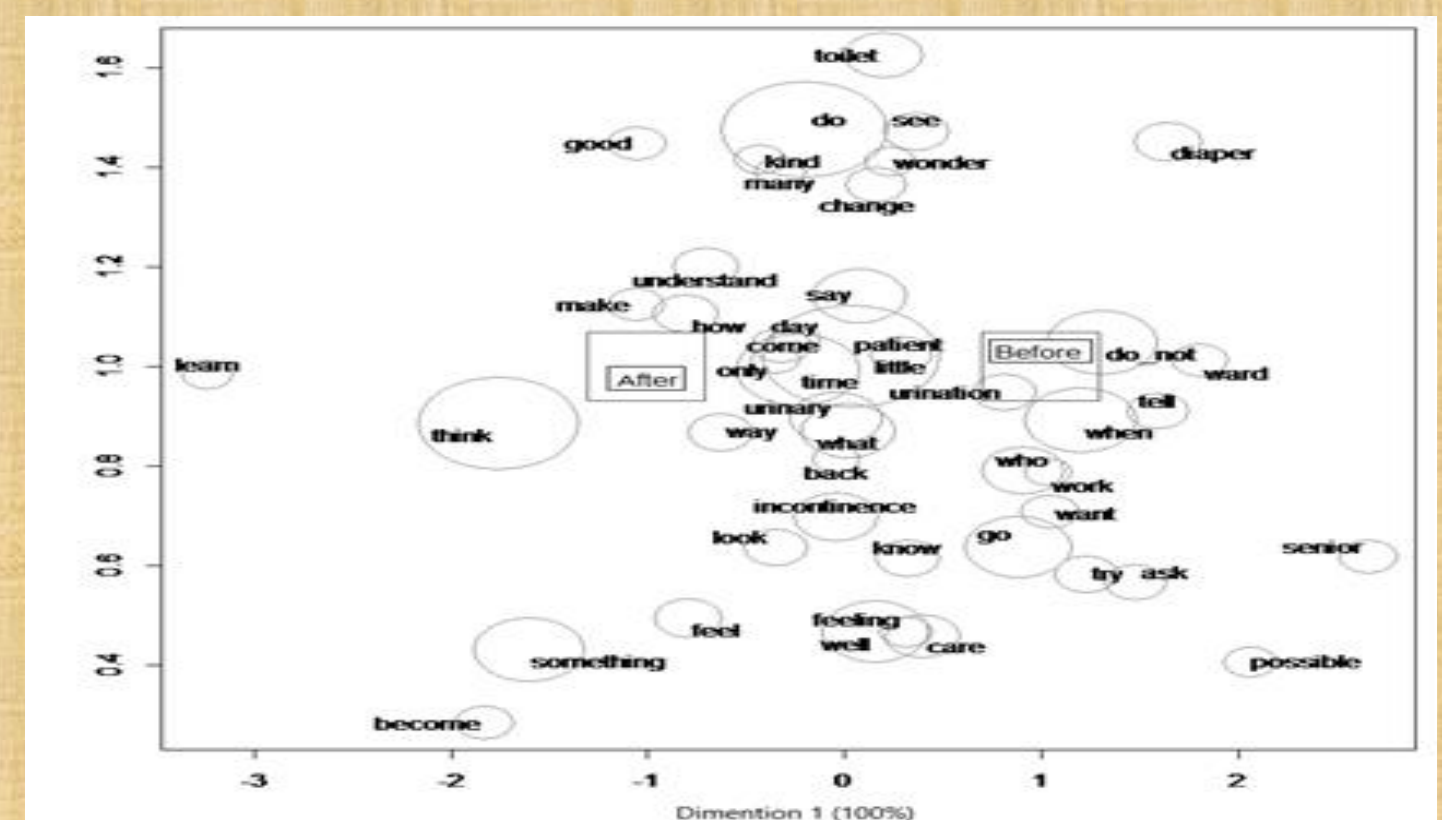 toilet
1.6
do see
good
diaper
1.4
kind wonder
many
change
1.2
understand
say
make
how day
come patient
Before
do not
1.0
learn
only
little
ward
After
time
urination
tell
urinary
think
way
when
what
0.8
back
who
work
incontinence
want
look
go
know
senior
0.6
try ask
feeling
feel
well
care
0.4
something
possible
become
-3 -2 -1 0 1 2
Dimention 1 (100%)